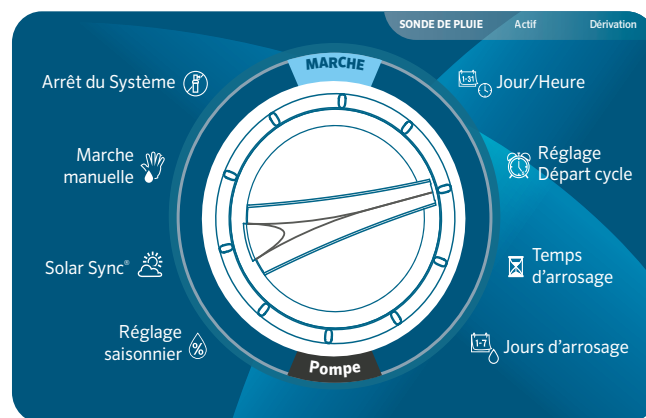 SONDE DE PLUIE Actif Dérivation
MARCHE
Arrêt du Système
1-31 Jour/Heure
Marche
manuelle
Réglage
Départ cycle
Solar Sync®
Temps
d'arrosage
Réglage
saisonnier %
1-7 Jours d'arrosage
Pompe